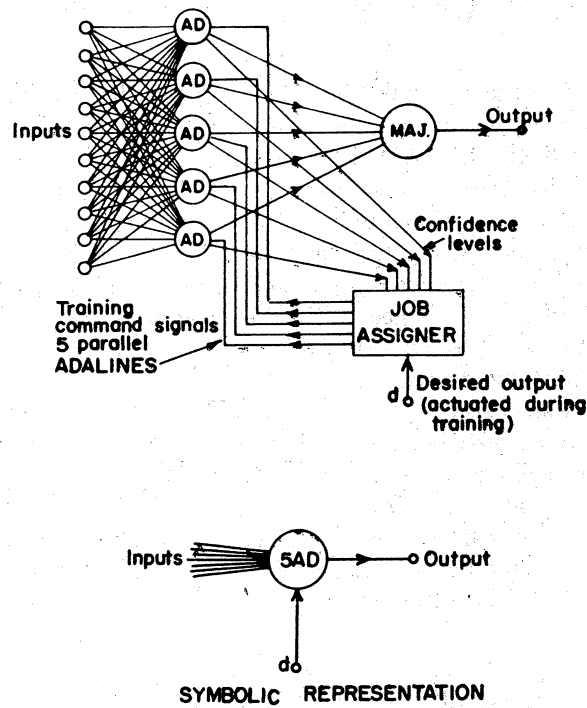 AD
AD
AD
AD
AD
Inputs
MAJ.
Output
Confidence
levels
Training
command signals
5 parallel
ADALINES
JOB
ASSIGNER
d
Desired output
(actuated during
training)
Inputs
5AD
Output
d
SYMBOLIC REPRESENTATION